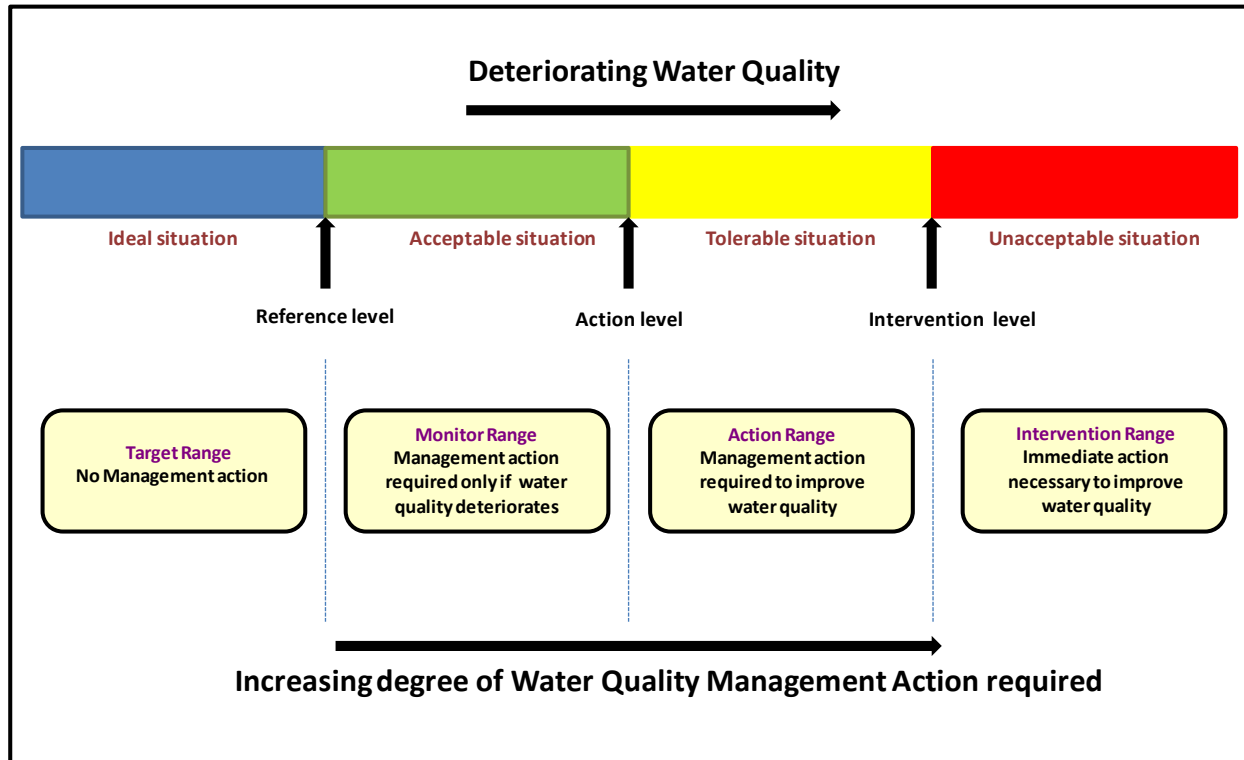 Deteriorating Water Quality
Ideal situation
Acceptable situation
Tolerable situation
Unacceptable situation
Reference level
Action level
Intervention level
Target Range
No Management action
Monitor Range
Management action
required only if water
quality deteriorates
Action Range
Management action
required to improve
water quality
Intervention Range
Immediate action
necessary to improve
water quality
Increasing degree of Water Quality Management Action required